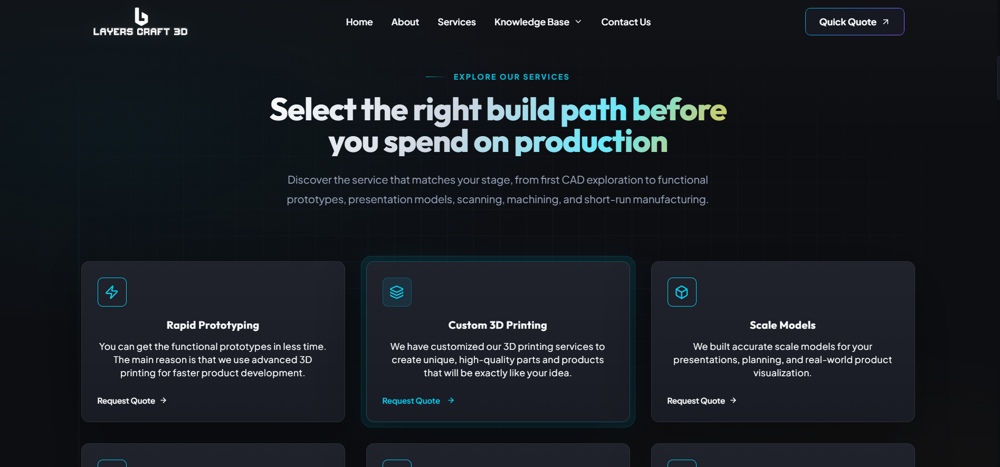 LAYERS CRAFT 3D
Home
About
Services
Knowledge Base
Contact Us
Quick Quote
EXPLORE OUR SERVICES
Select the right build path before
you spend on production
Discover the service that matches your stage, from first CAD exploration to functional
prototypes, presentation models, scanning, machining, and short-run manufacturing.
Rapid Prototyping
You can get the functional prototypes in less time.
The main reason is that we use advanced 3D
printing for faster product development.
Request Quote
Custom 3D Printing
We have customized our 3D printing services to
create unique, high-quality parts and products
that will be exactly like your idea.
Request Quote
Scale Models
We built accurate scale models for your
presentations, planning, and real-world product
visualization.
Request Quote